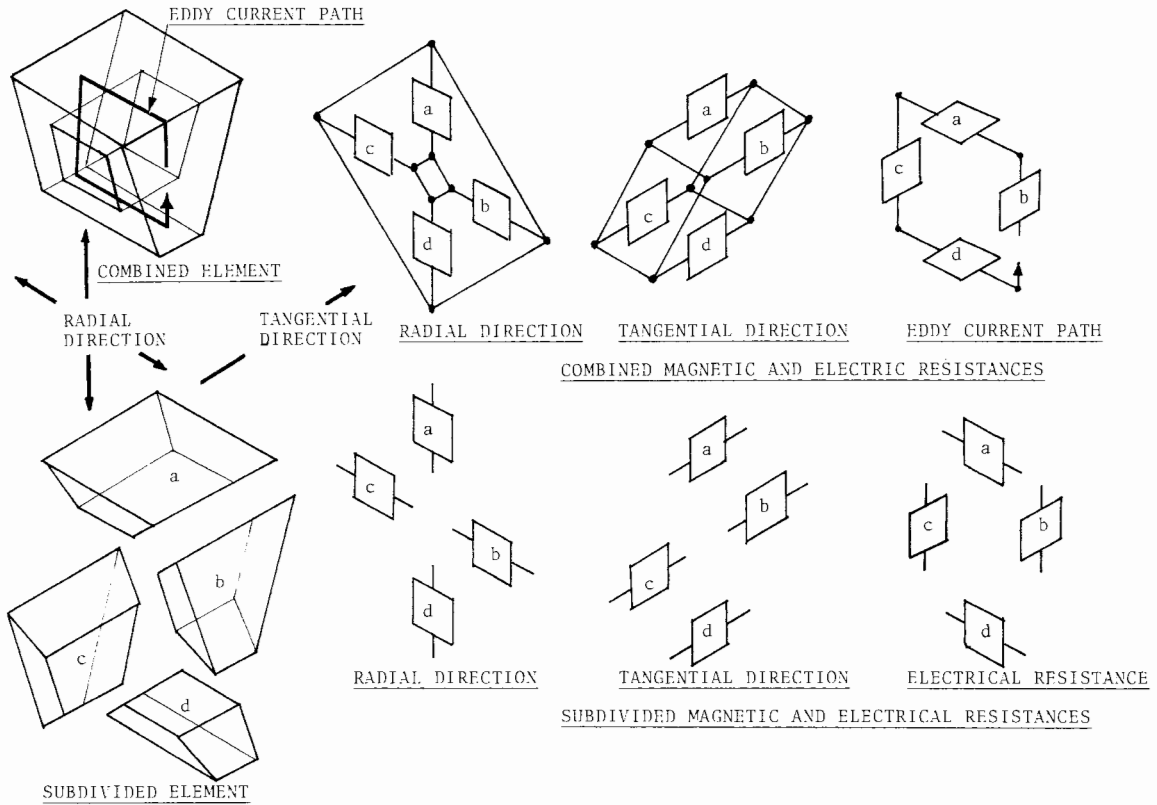 EDDY CURRENT PATH
COMBINED ELEMENT
RADIAL
DIRECTION
TANGENTIAL
DIRECTION
a
c
b
d
RADIAL DIRECTION
a
b
c
d
TANGENTIAL DIRECTION
a
c
b
d
EDDY CURRENT PATH
COMBINED MAGNETIC AND ELECTRIC RESISTANCES
a
b
c
d
SUBDIVIDED ELEMENT
a
c
b
d
RADIAL DIRECTION
a
b
c
d
TANGENTIAL DIRECTION
a
c
b
d
ELECTRICAL RESISTANCE
SUBDIVIDED MAGNETIC AND ELECTRICAL RESISTANCES